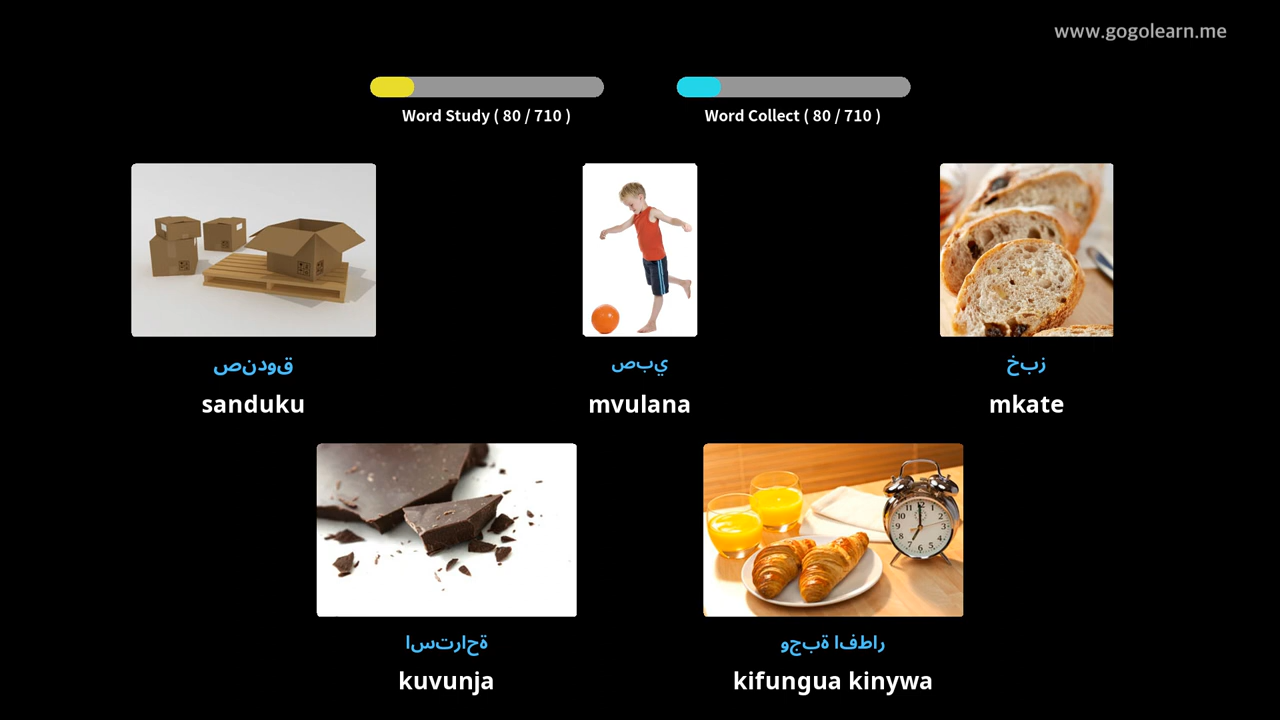 www.gogolearn.me
Word Study ( 80 / 710 )
Word Collect ( 80 / 710 )
صندوق
صبي
خبز
sanduku
mvulana
mkate
استراحة
وجبة افطار
kuvunja
kifungua kinywa